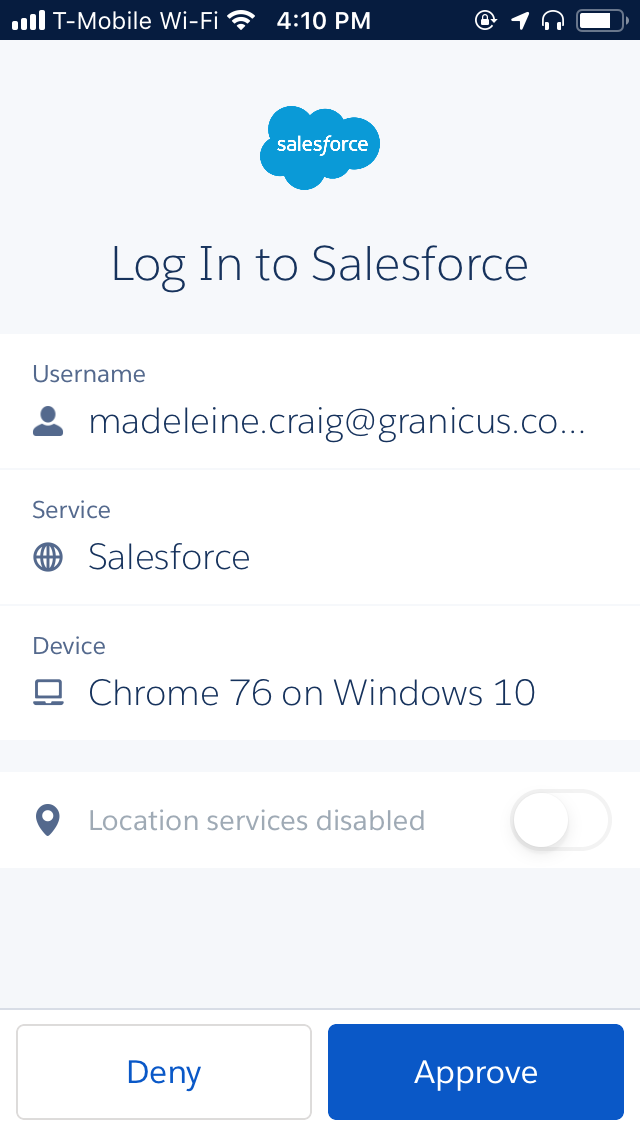 T-Mobile Wi-Fi 4:10 PM
salesforce
Log In to Salesforce
Username
madeleine.craig@granicus.co...
Service
Salesforce
Device
Chrome 76 on Windows 10
Location services disabled
Deny Approve